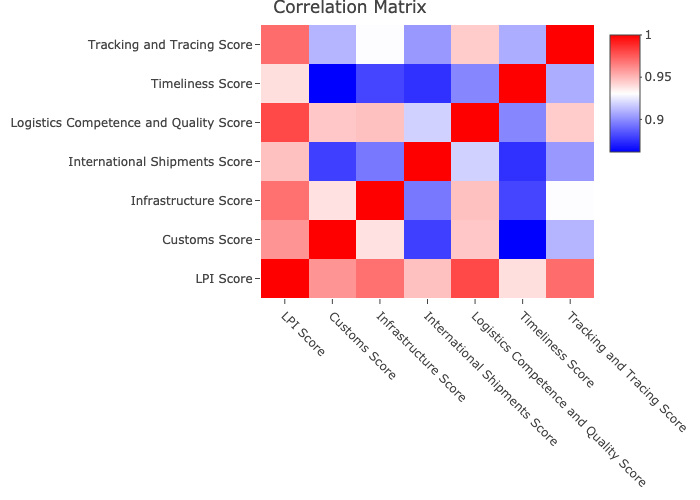 Correlation Matrix
Tracking and Tracing Score
Timeliness Score
Logistics Competence and Quality Score
International Shipments Score
Infrastructure Score
Customs Score
LPI Score
LPI Score
Customs Score
Infrastructure Score
International Shipments Score
Logistics Competence and Quality Score
Timeliness Score
Tracking and Tracing Score
1
0.95
0.9